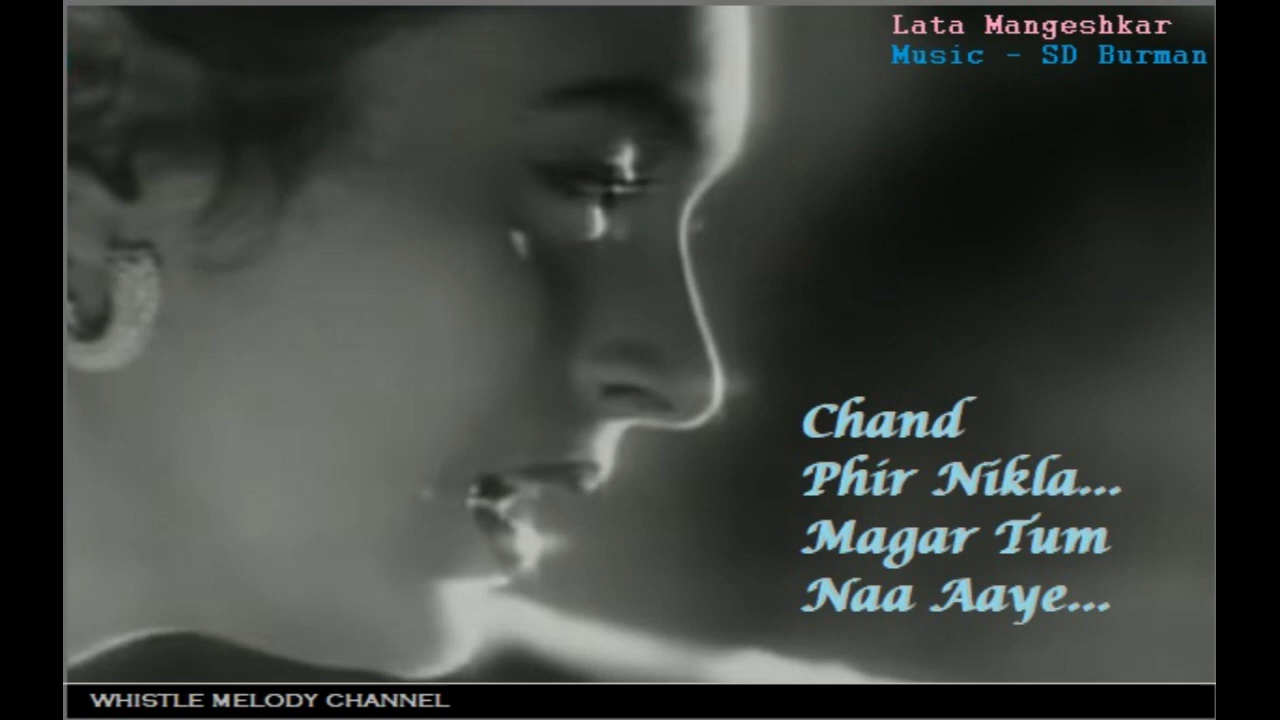 Lata Mangeshkar
Music - SD Burman
Chand
Phir Nikla...
Magar Tum
Naa Aaye...
WHISTLE MELODY CHANNEL